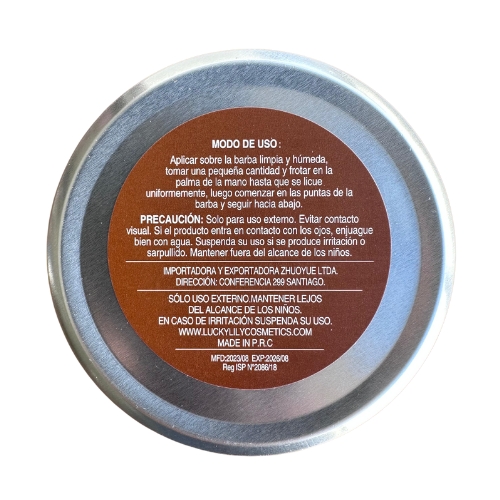 MODO DE USO:
Aplicar sobre la barba limpia y húmeda,
tomar una pequeña cantidad y frotar en la
palma de la mano hasta que se licue
uniformemente, luego comenzar en las puntas de la
barba y seguir hacia abajo.
PRECAUCIÓN: Solo para uso externo. Evitar contacto
visual. Si el producto entra en contacto con los ojos, enjuague
bien con agua. Suspenda su uso si se produce irritación o
sarpullido. Mantener fuera del alcance de los niños.
IMPORTADORA Y EXPORTADORA ZHUOYUE LTDA.
DIRECCIÓN: CONFERENCIA 299 SANTIAGO.
SÓLO USO EXTERNO.MANTENER LEJOS
DEL ALCANCE DE LOS NIÑOS.
EN CASO DE IRRITACIÓN SUSPENDA SU USO.
WWW.LUCKYLILYCOSMETICS.COM
MADE IN P.R.C
MFD:2023/08 EXP:2026/08
Reg ISP N°2086/18